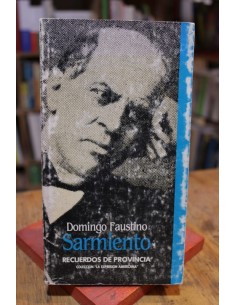 Domingo Faustino
Sarmiento
RECUERDOS DE PROVINCIA